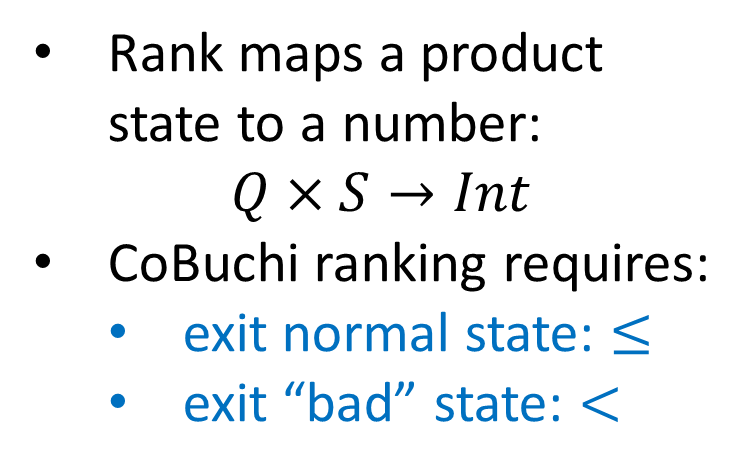 • Rank maps a product
state to a number:
𝑄 × 𝑆 → 𝐼𝑛𝑡
• CoBuchi ranking requires:
• exit normal state: ≤
• exit “bad” state: <